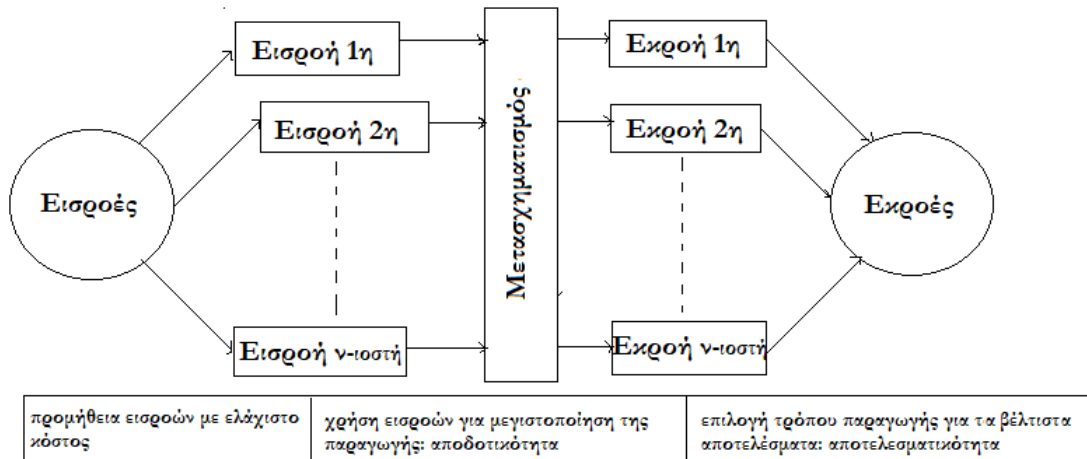 Εισροή 1η
Εκροή 1η
Εισροή 2η
Εκροή 2η
Εισροές
Μετασχηματισμός
Εκροές
Εισροή ν-ιοστή
Εκροή ν-ιοστή
προμήθεια εισροών με ελάχιστο
κόστος
χρήση εισροών για μεγιστοποίηση της
παραγωγής: αποδοτικότητα
επιλογή τρόπου παραγωγής για τα βέλτιστα
αποτελέσματα: αποτελεσματικότητα